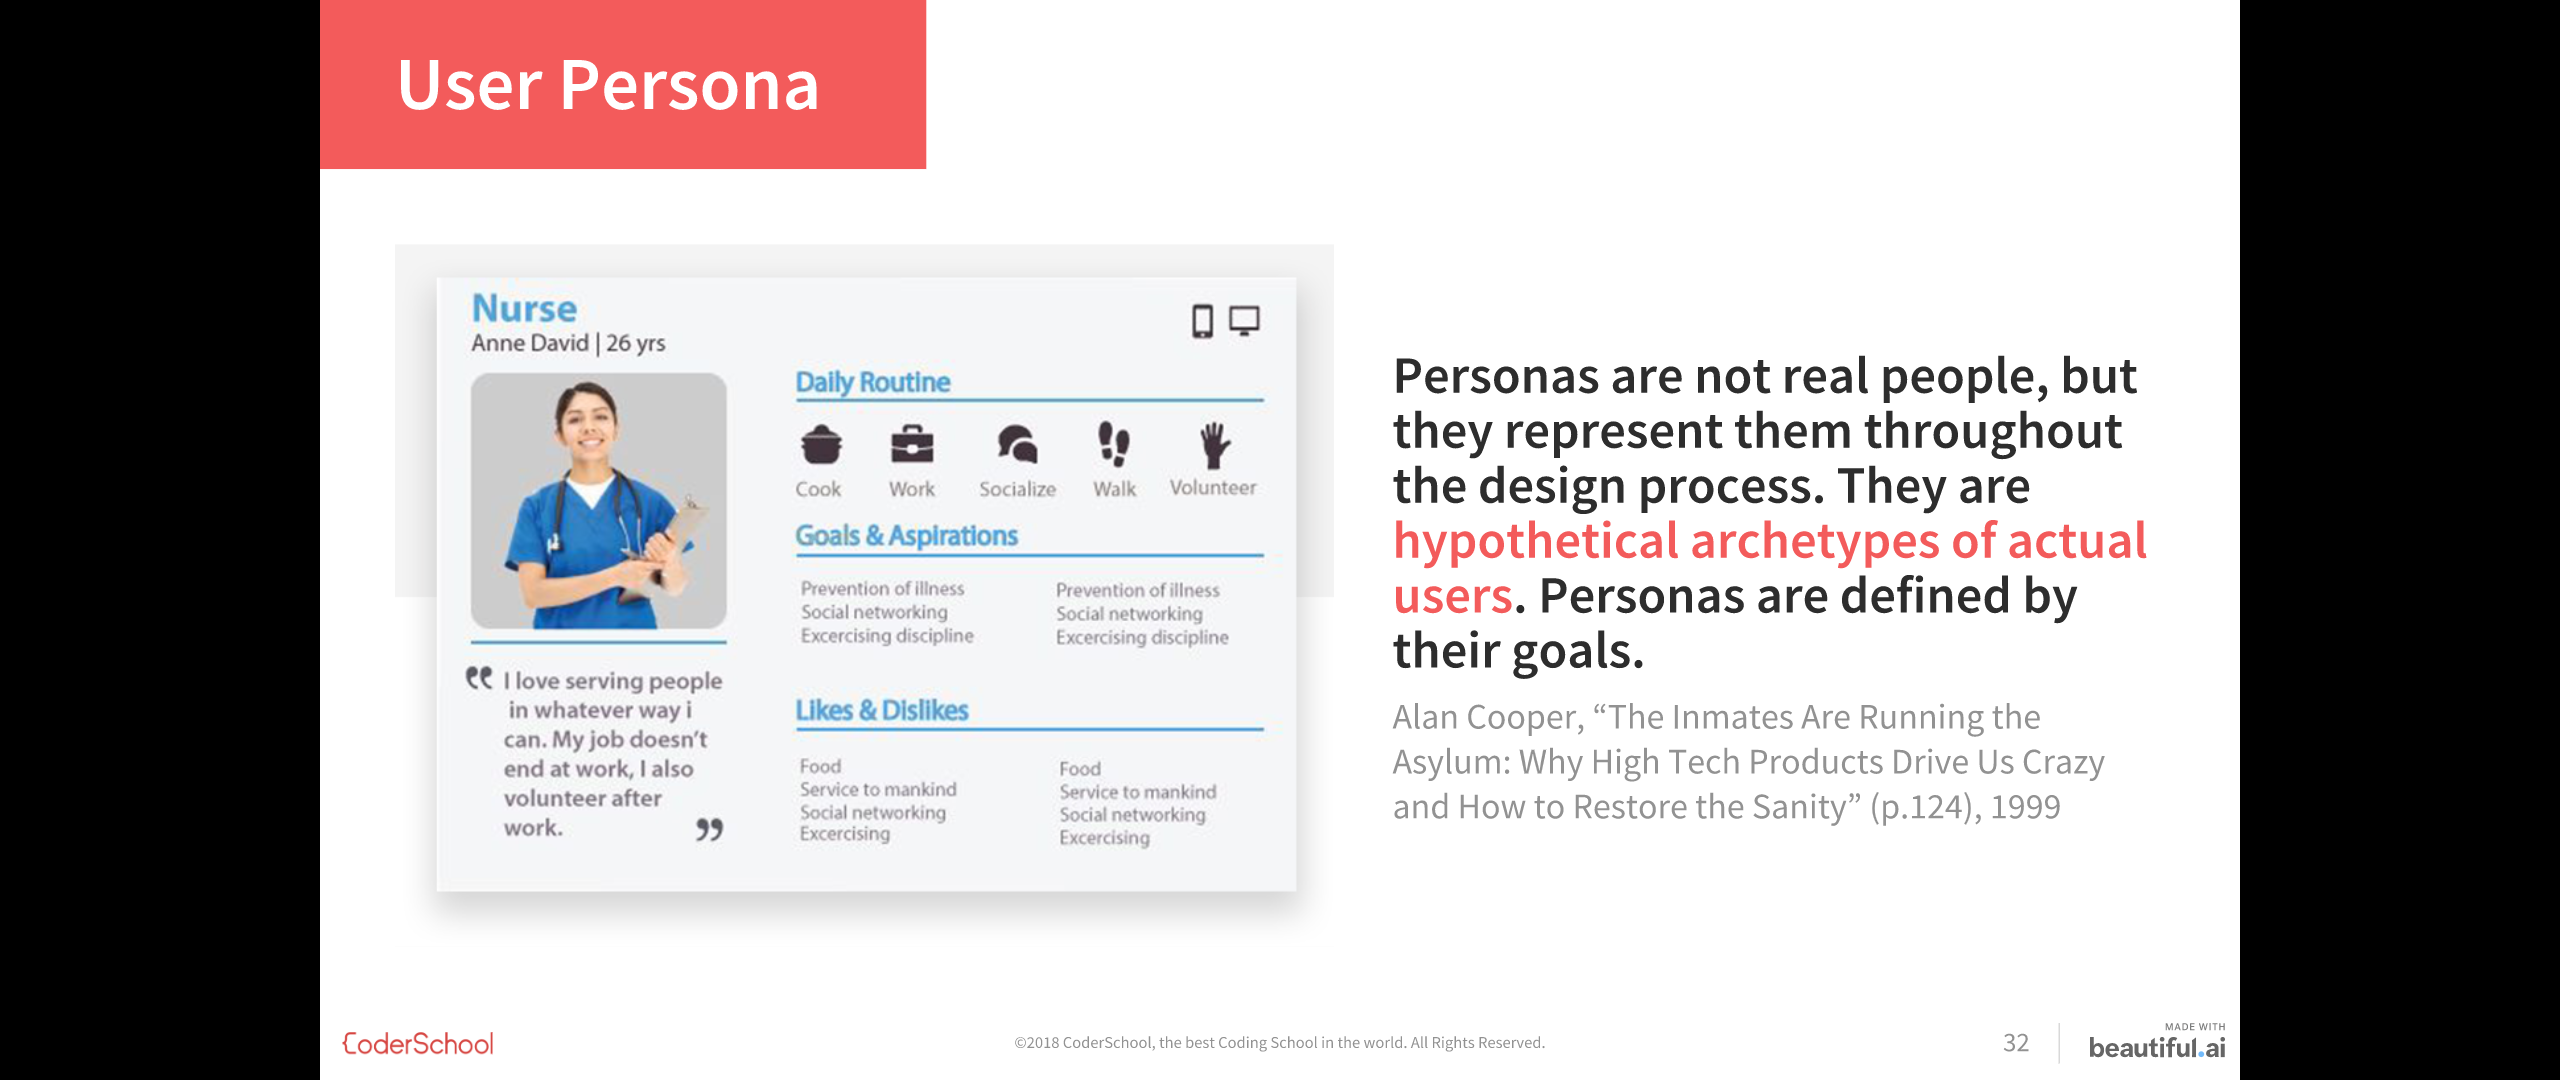 User Persona
Nurse
Anne David | 26 yrs
I love serving people
in whatever way i
can. My job doesn't
end at work, I also
volunteer after
work.
Daily Routine
Cook Work Socialize Walk Volunteer
Goals & Aspirations
Prevention of illness
Social networking
Excercising discipline
Prevention of illness
Social networking
Excercising discipline
Likes & Dislikes
Food
Service to mankind
Social networking
Excercising
Food
Service to mankind
Social networking
Excercising
Personas are not real people, but
they represent them throughout
the design process. They are
hypothetical archetypes of actual
users. Personas are defined by
their goals.
Alan Cooper, “The Inmates Are Running the
Asylum: Why High Tech Products Drive Us Crazy
and How to Restore the Sanity” (p.124), 1999
CoderSchool
©2018 CoderSchool, the best Coding School in the world. All Rights Reserved.
32
MADE WITH
beautiful.ai